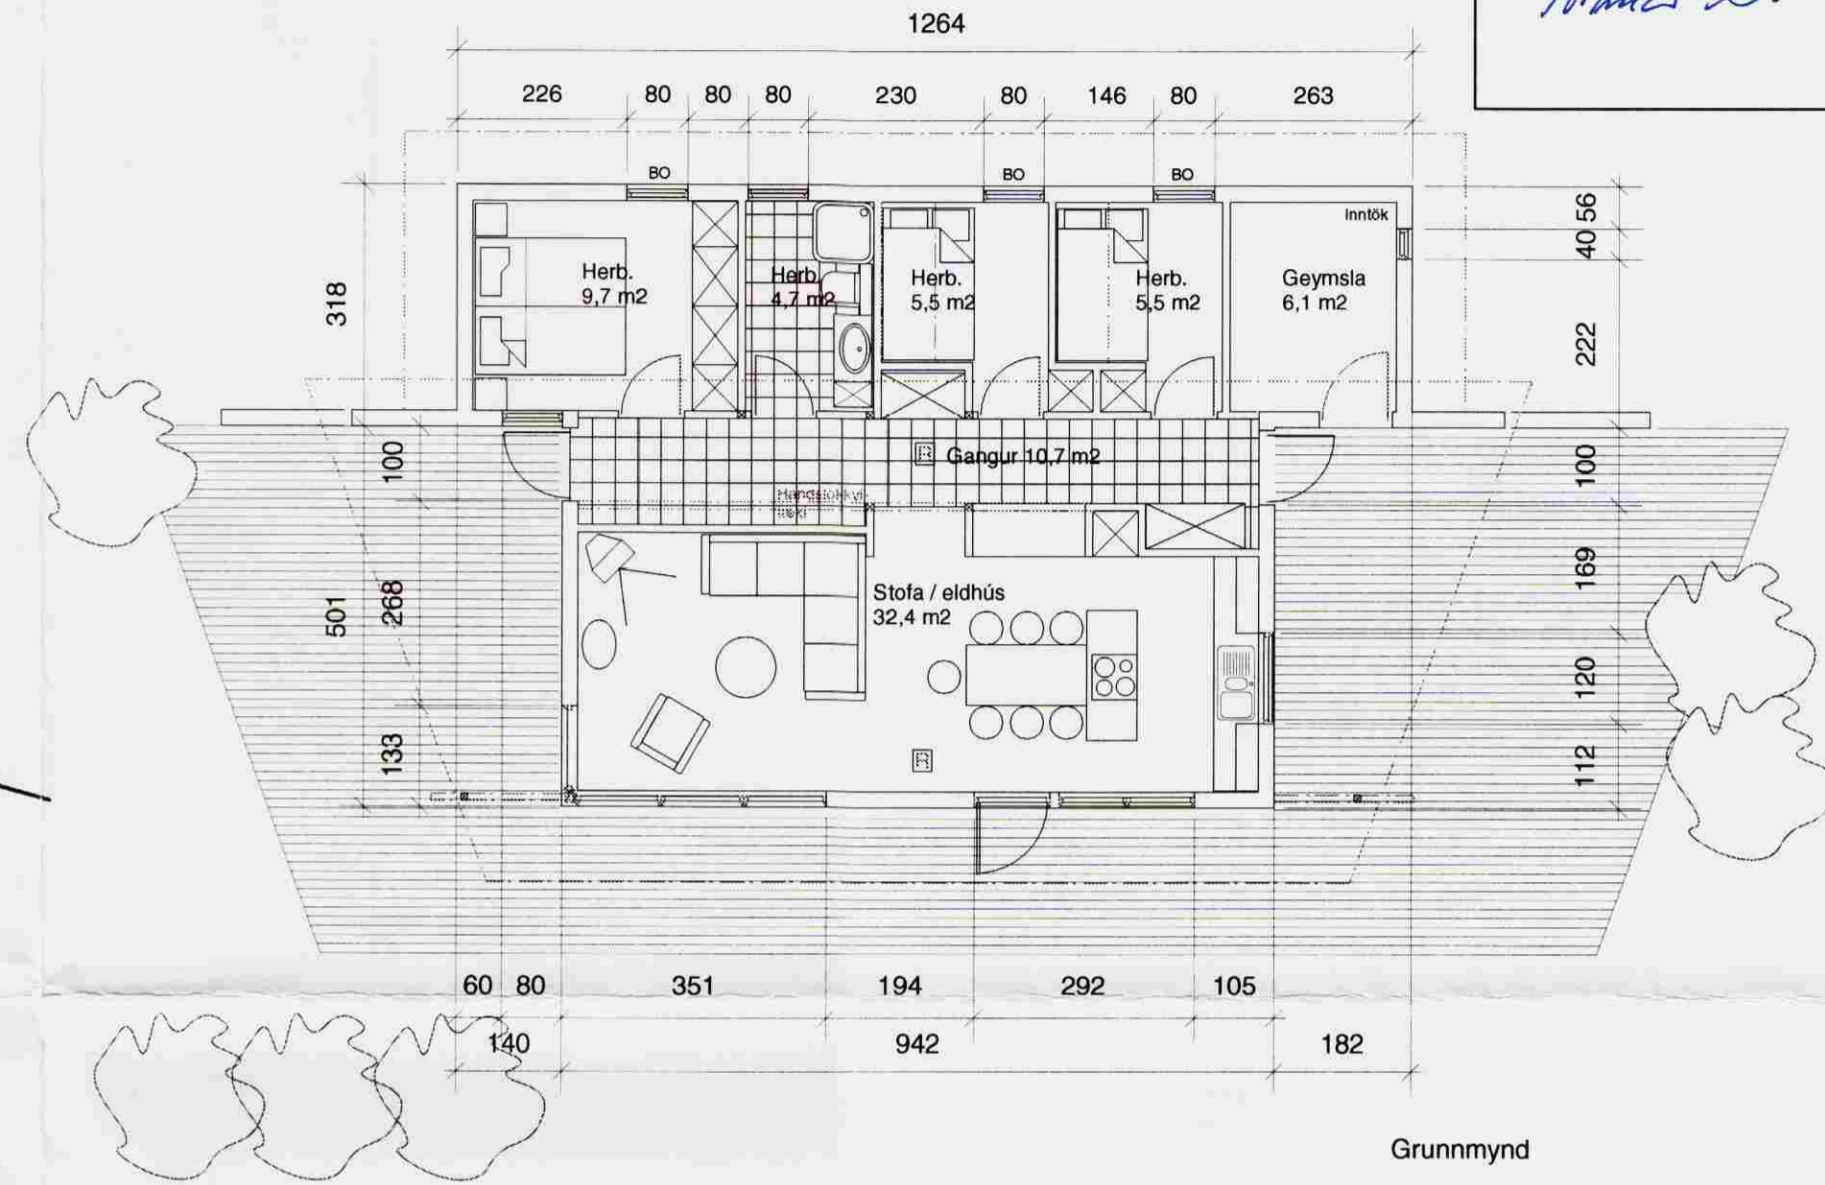 1264
226 80 80 80 230 80 146 80 263
BO BO BO
Inntök
56
40
318
Herb.
9,7 m2
Herb.
4,7 m2
Herb.
5,5 m2
Herb.
5,5 m2
Geymsla
6,1 m2
222
100
R Gangur 10,7 m2
100
501
268
Stofa / eldhús
32,4 m2
169
120
133
R
112
60 80 351 194 292 105
140 942 182
Grunnmynd